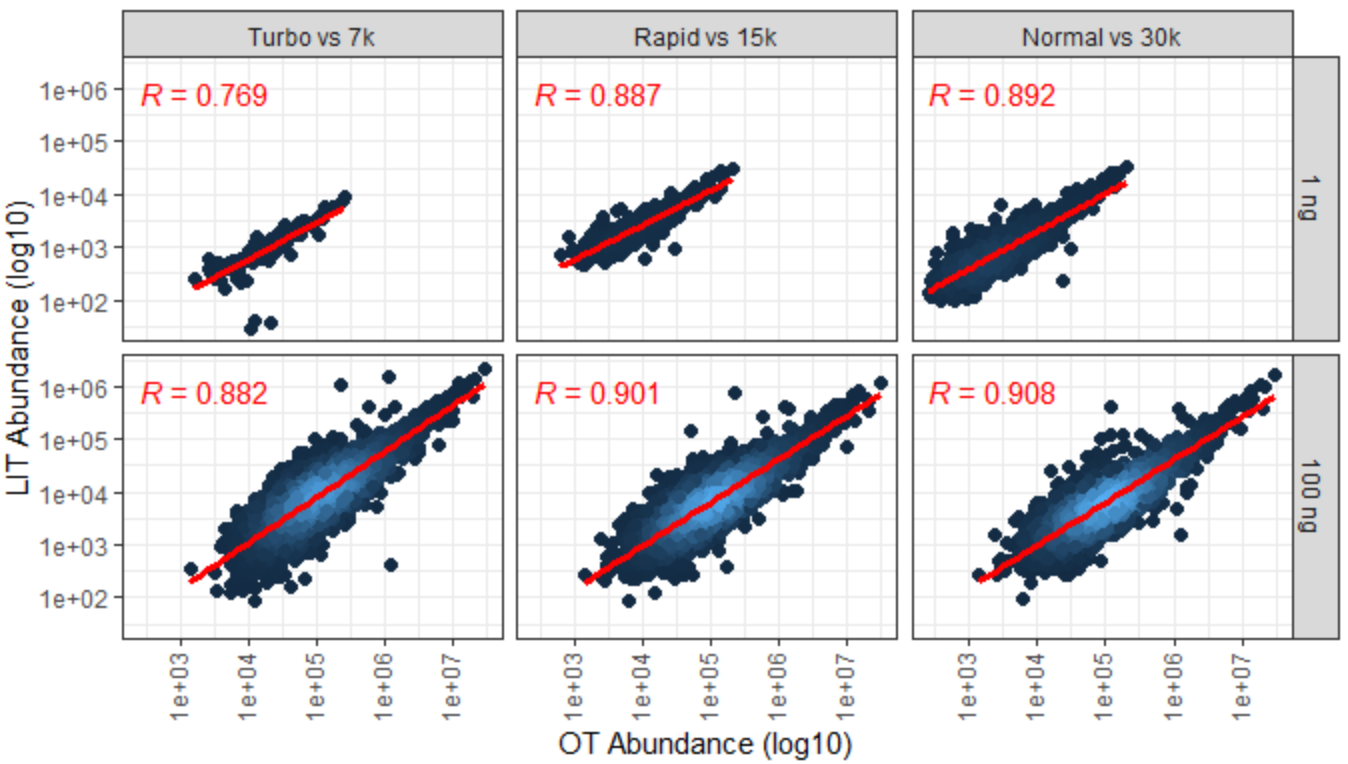 Turbo vs 7k
Rapid vs 15k
Normal vs 30k
R = 0.769
R = 0.887
R = 0.892
1e+06
1e+05
1e+04
1e+03
1e+02
1 ng
R = 0.882
R = 0.901
R = 0.908
1e+06
1e+05
1e+04
1e+03
1e+02
100 ng
LIT Abundance (log10)
1e+03
1e+04
1e+05
1e+06
1e+07
1e+03
1e+04
1e+05
1e+06
1e+07
1e+03
1e+04
1e+05
1e+06
1e+07
OT Abundance (log10)